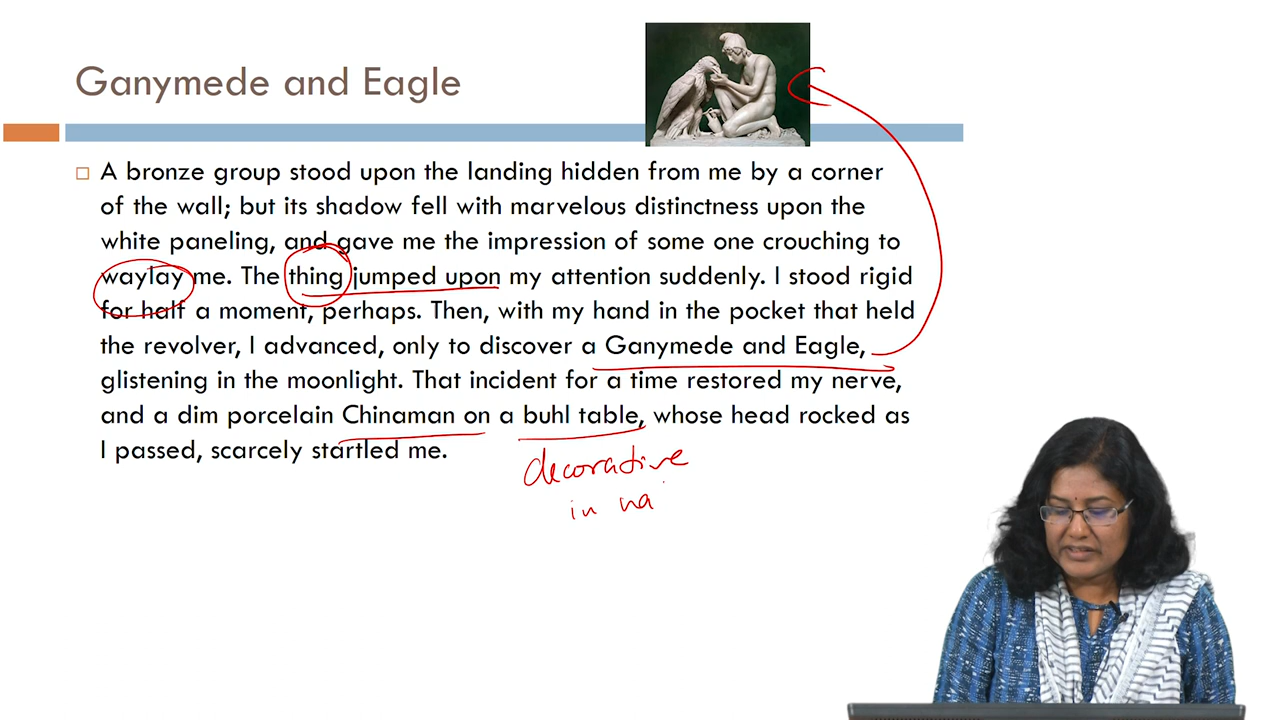 Ganymede and Eagle
A bronze group stood upon the landing hidden from me by a corner
of the wall; but its shadow fell with marvelous distinctness upon the
white paneling, and gave me the impression of some one crouching to
waylay me. The thing jumped upon my attention suddenly. I stood rigid
for half a moment, perhaps. Then, with my hand in the pocket that held
the revolver, I advanced, only to discover a Ganymede and Eagle,
glistening in the moonlight. That incident for a time restored my nerve,
and a dim porcelain Chinaman on a buhl table, whose head rocked as
I passed, scarcely startled me.
decorative
in na